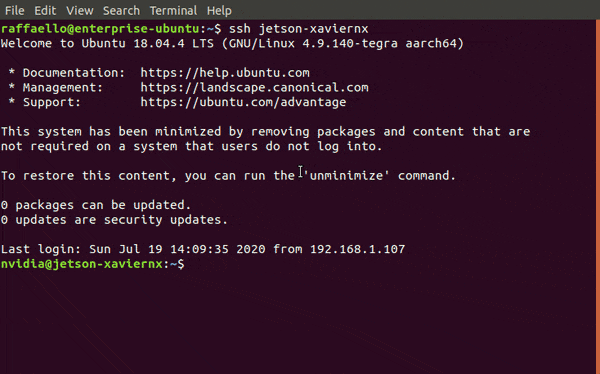 File Edit View Search Terminal Help
raffaello@enterprise-ubuntu:~$ ssh jetson-xaviernx
Welcome to Ubuntu 18.04.4 LTS (GNU/Linux 4.9.140-tegra aarch64)
* Documentation: https://help.ubuntu.com
* Management: https://landscape.canonical.com
* Support: https://ubuntu.com/advantage
This system has been minimized by removing packages and content that are
not required on a system that users do not log into.
To restore this content, you can run the 'unminimize' command.
0 packages can be updated.
0 updates are security updates.
Last login: Sun Jul 19 14:09:35 2020 from 192.168.1.107
nvidia@jetson-xaviernx:~$